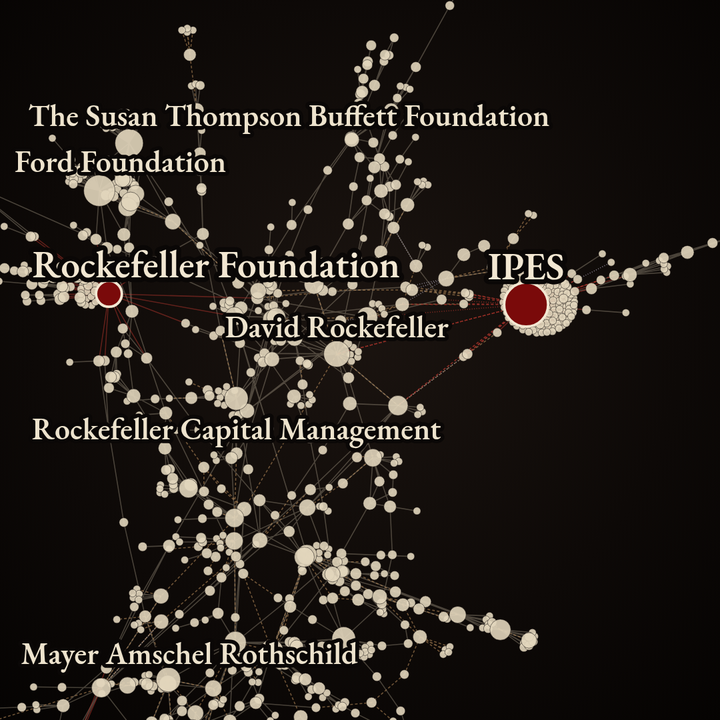 The Susan Thompson Buffett Foundation
Ford Foundation
Rockefeller Foundation
IPES
David Rockefeller
Rockefeller Capital Management
Mayer Amschel Rothschild